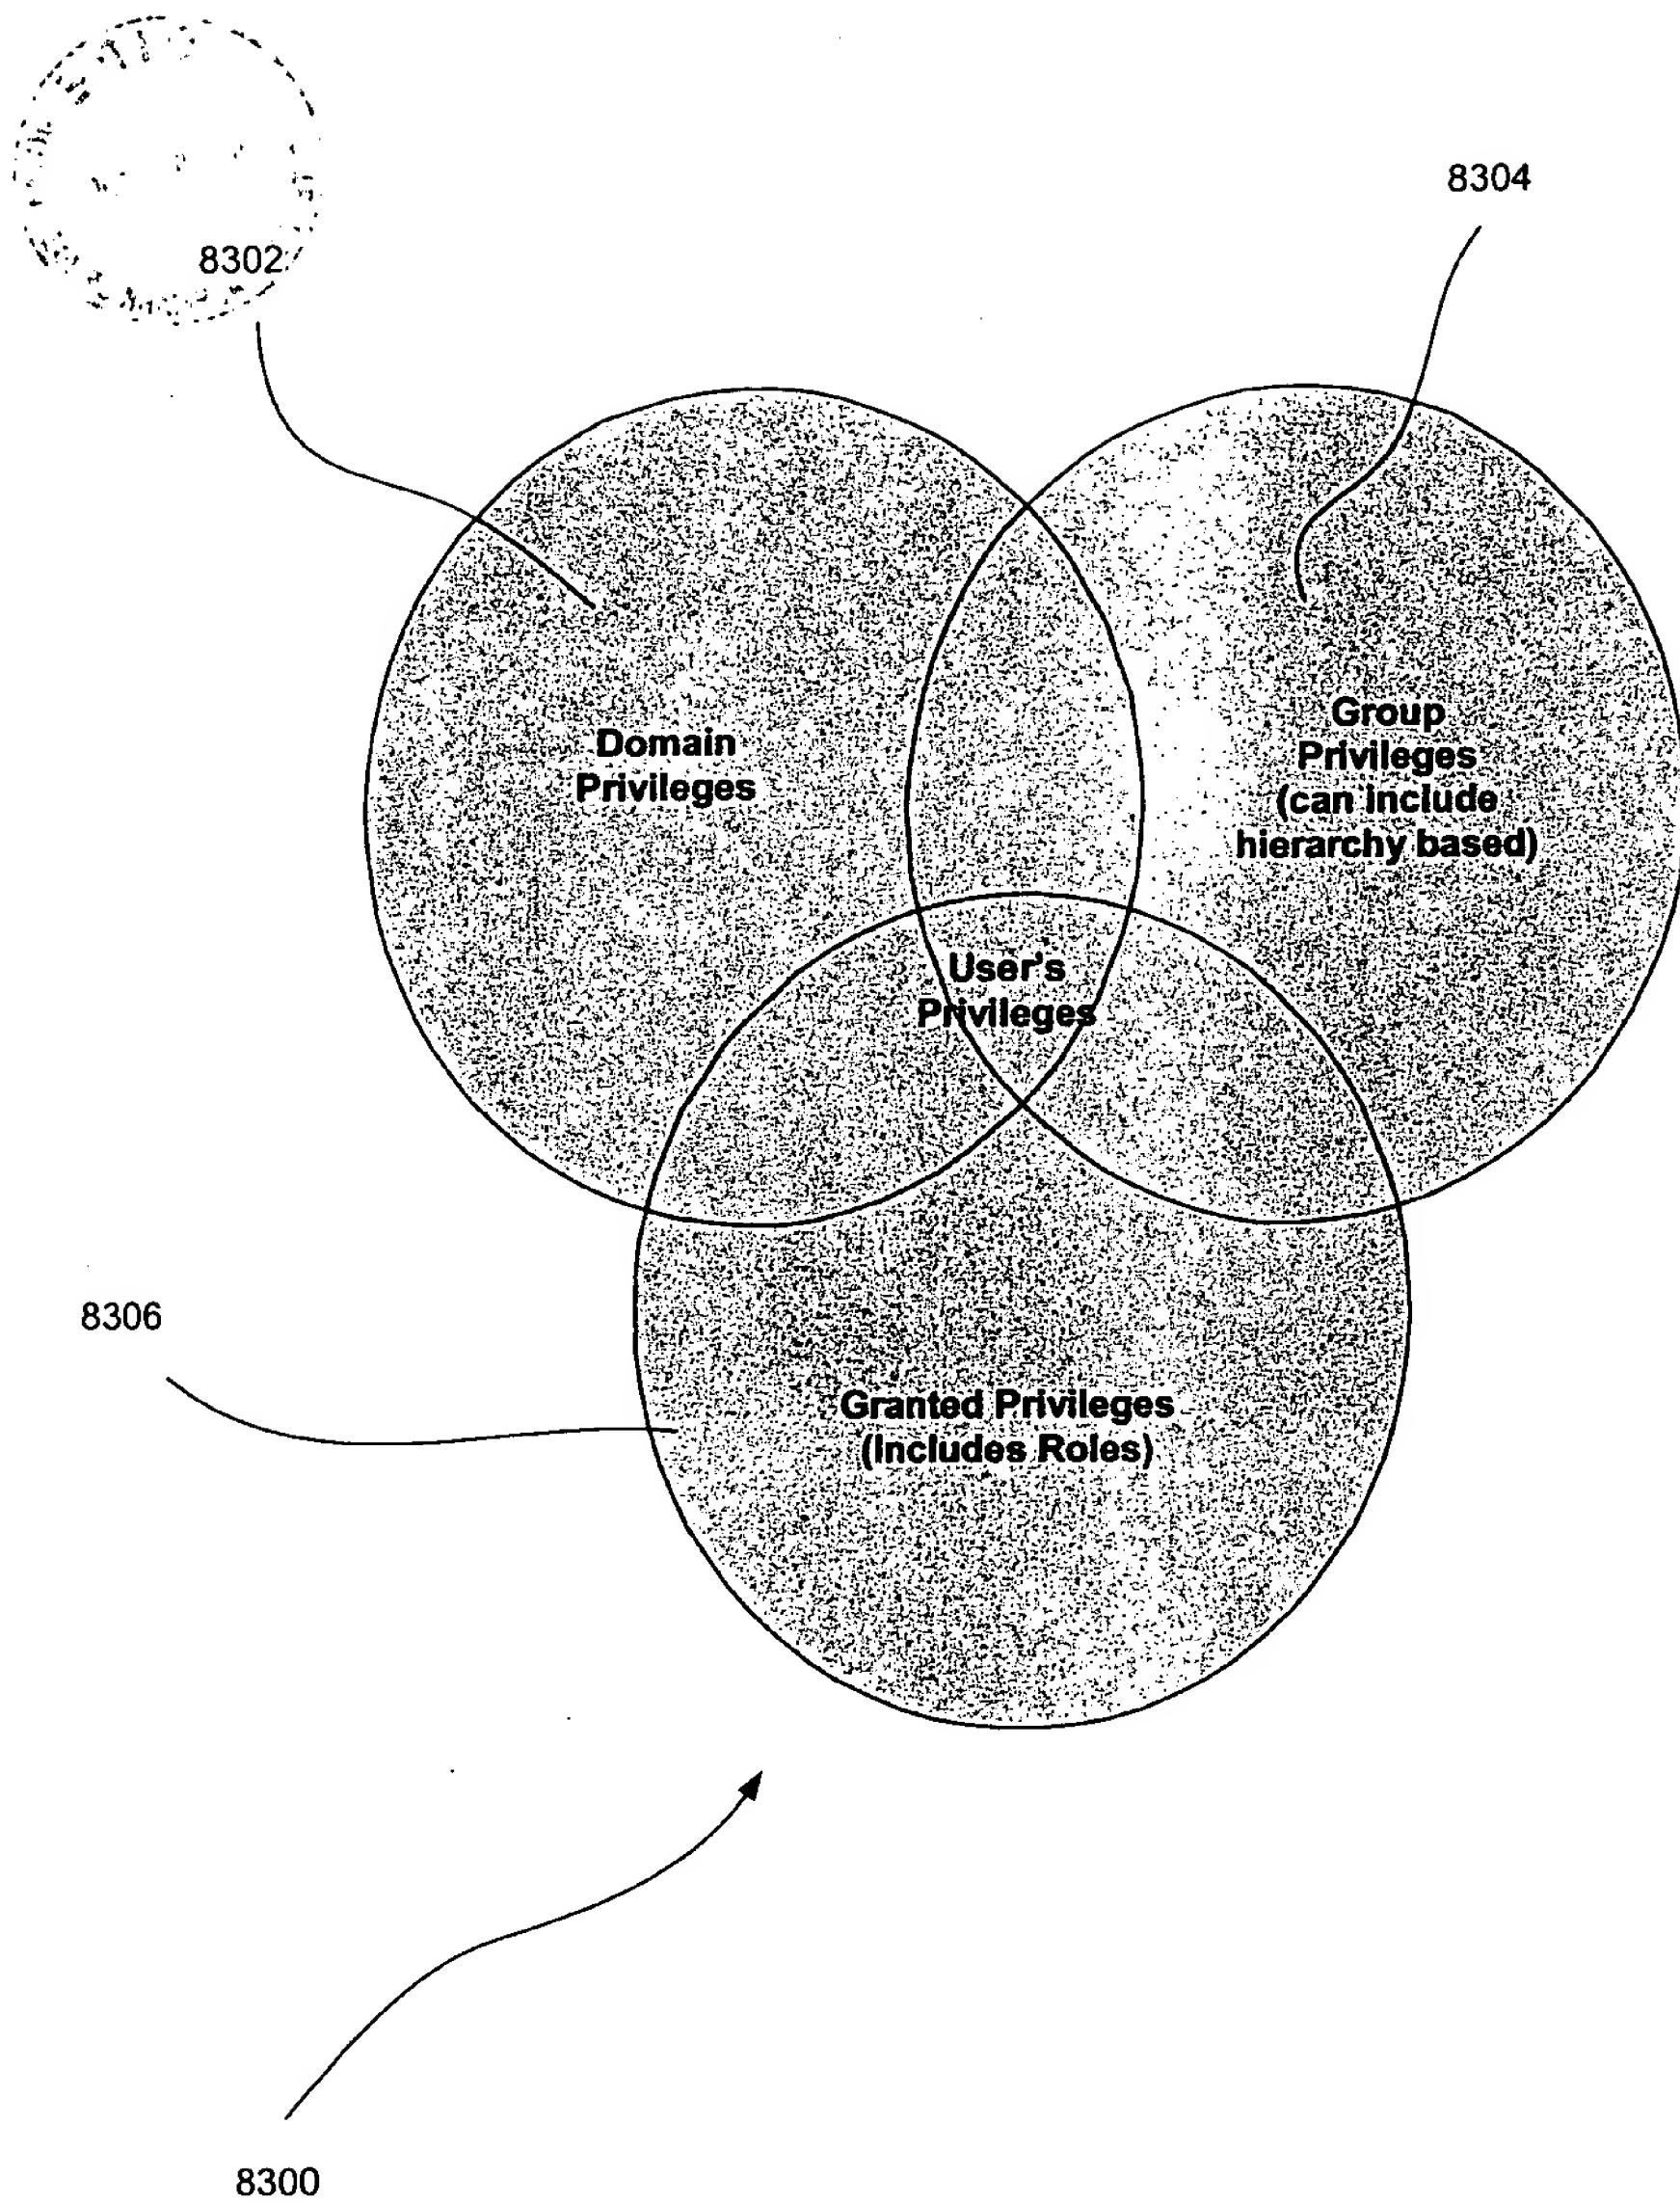 8302
8304
Domain
Privileges
Group
Privileges
(can include
hierarchy based)
User's
Privileges
8306
Granted Privileges
(Includes Roles)
8300